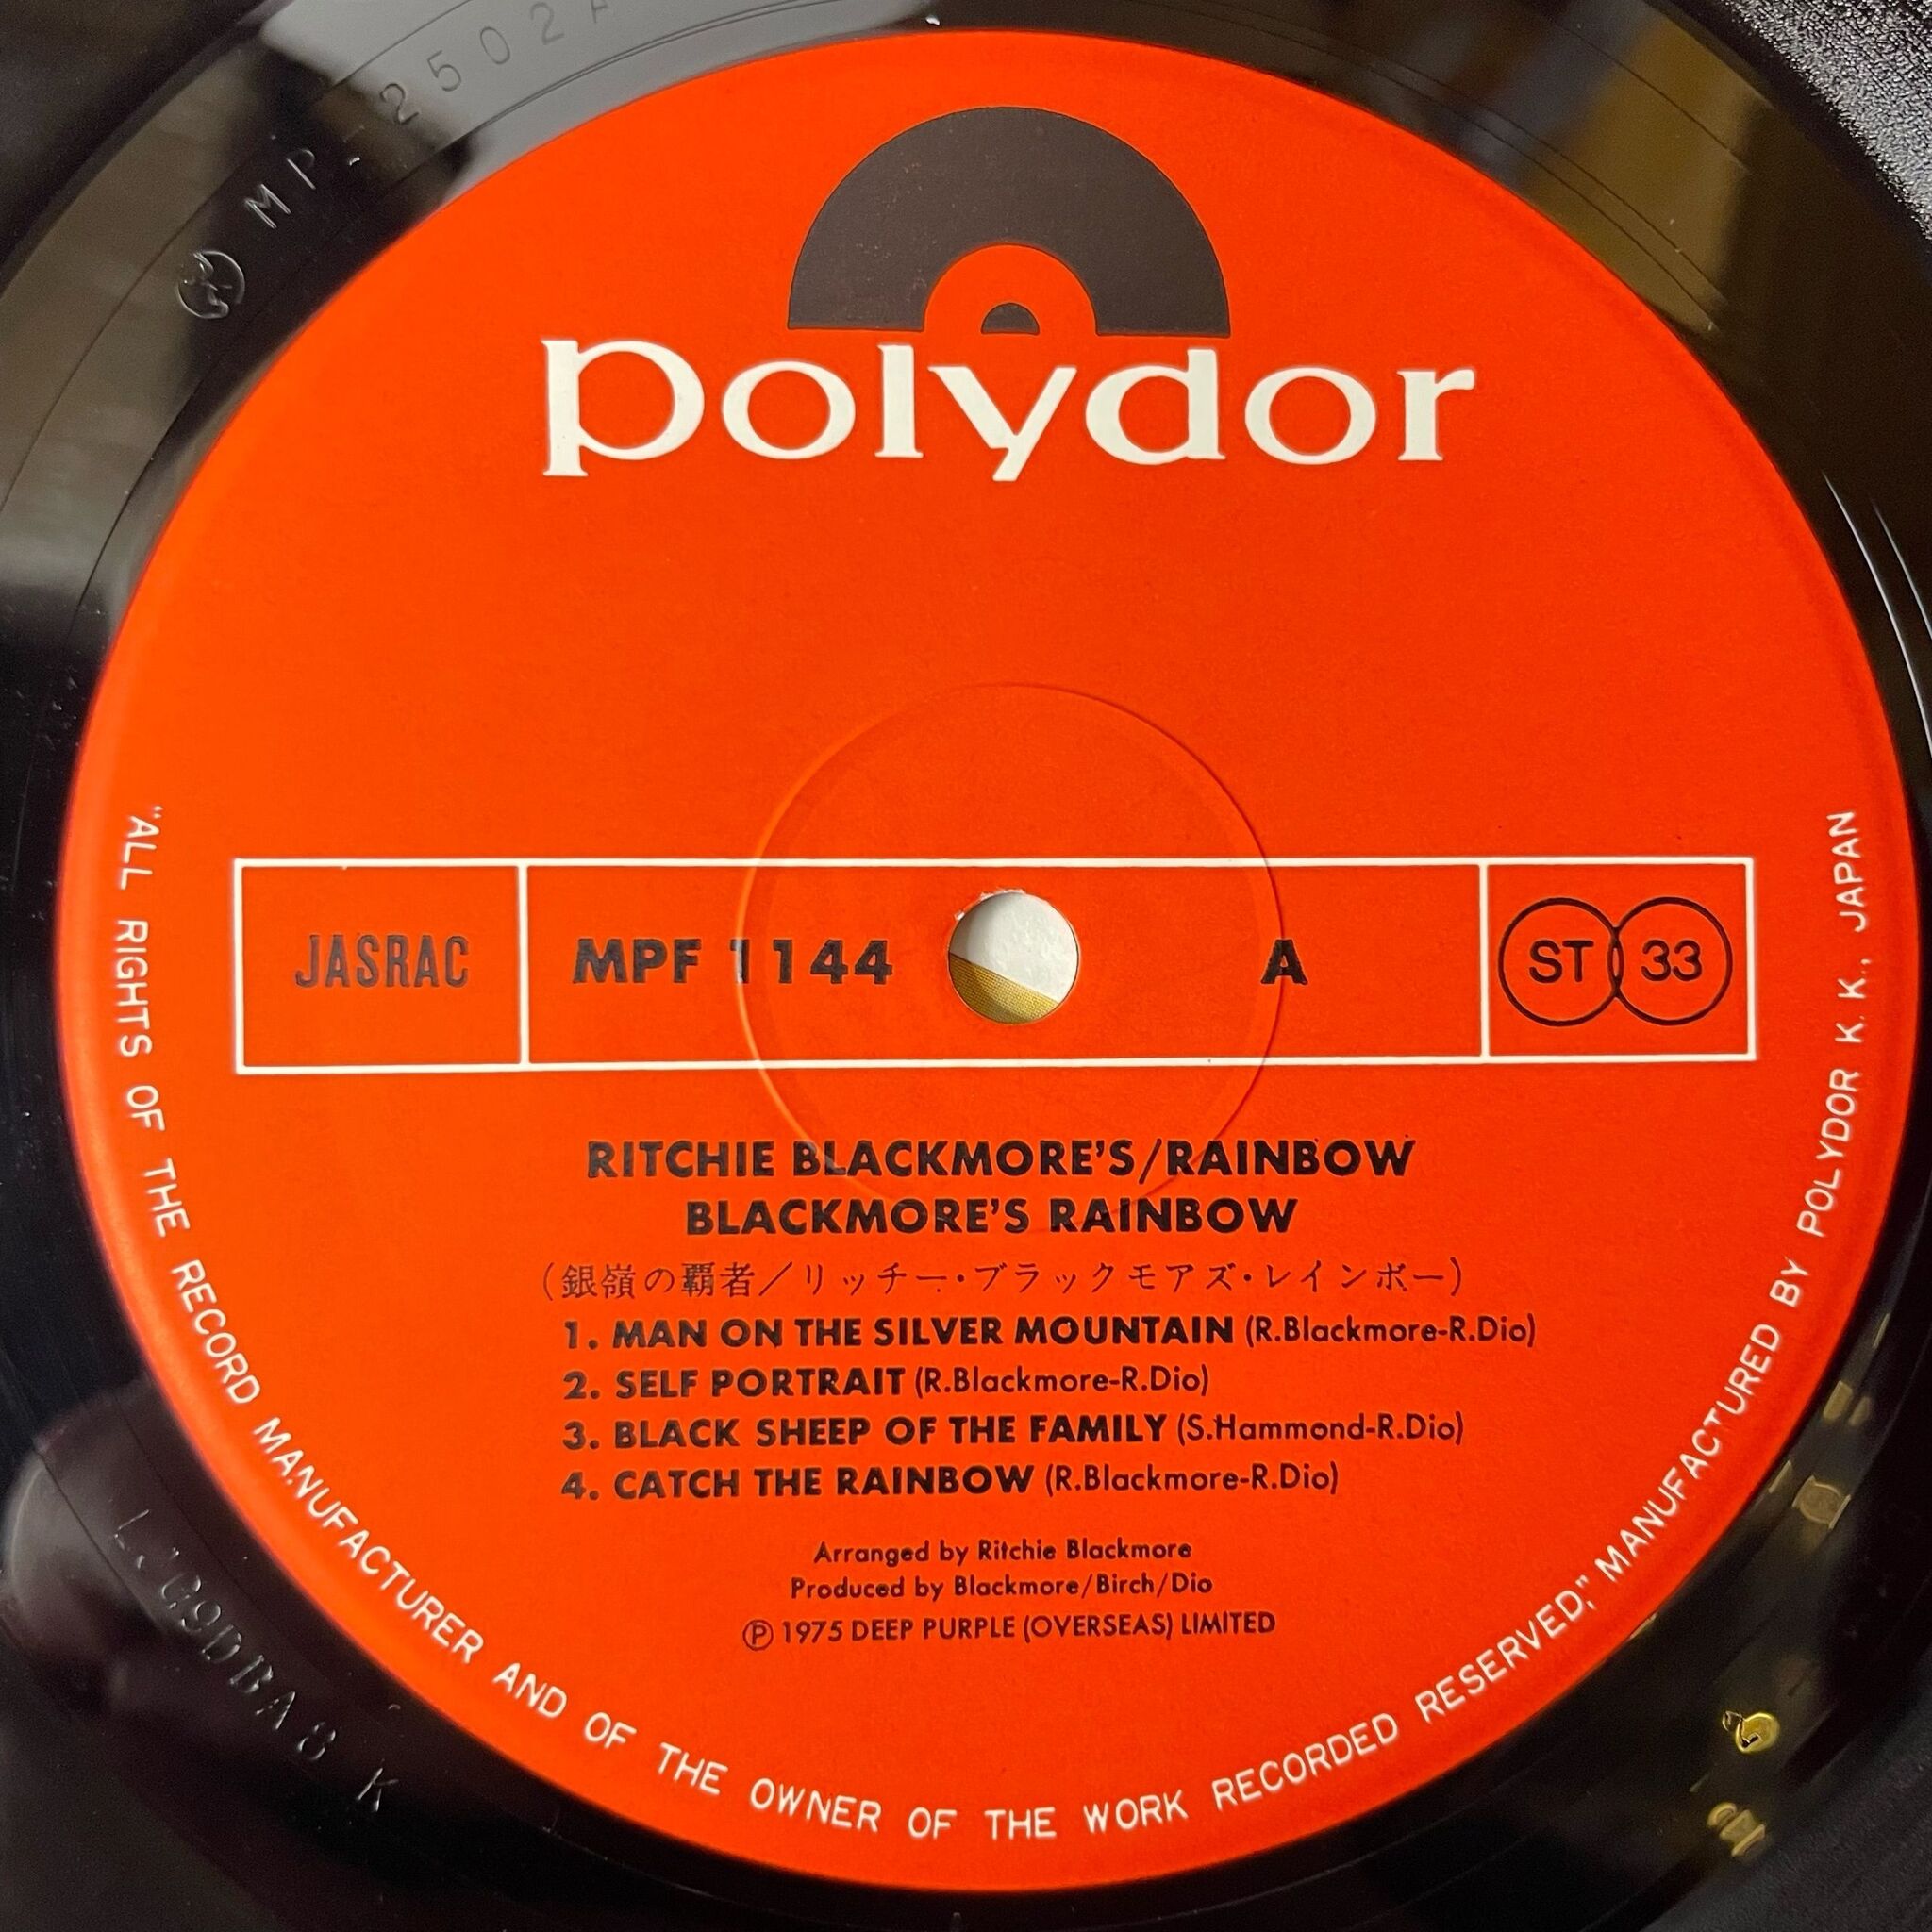 MP- 2502A
polydor
JASRAC
MPF 1144
A
ST 33
RITCHIE BLACKMORE'S/RAINBOW
BLACKMORE'S RAINBOW
(銀嶺の覇者/リッチー・ブラックモアズ・レインボー)
1. MAN ON THE SILVER MOUNTAIN (R.Blackmore-R.Dio)
2. SELF PORTRAIT (R.Blackmore-R.Dio)
3. BLACK SHEEP OF THE FAMILY (S.Hammond-R.Dio)
4. CATCH THE RAINBOW (R.Blackmore-R.Dio)
Arranged by Ritchie Blackmore
Produced by Blackmore/Birch/Dio
Ⓟ 1975 DEEP PURPLE (OVERSEAS) LIMITED
"ALL RIGHTS OF THE RECORD MANUFACTURER AND OF THE OWNER OF THE WORK RECORDED RESERVED," MANUFACTURED BY POLYDOR K. K., JAPAN